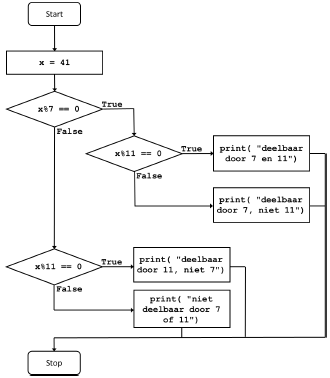 Start
x = 41
x%7 == 0
True
False
x%11 == 0
True
False
print( "deelbaar
door 7 en 11")
print( "deelbaar
door 7, niet 11")
x%11 == 0
True
False
print( "deelbaar
door 11, niet 7")
print( "niet
deelbaar door 7
of 11")
Stop